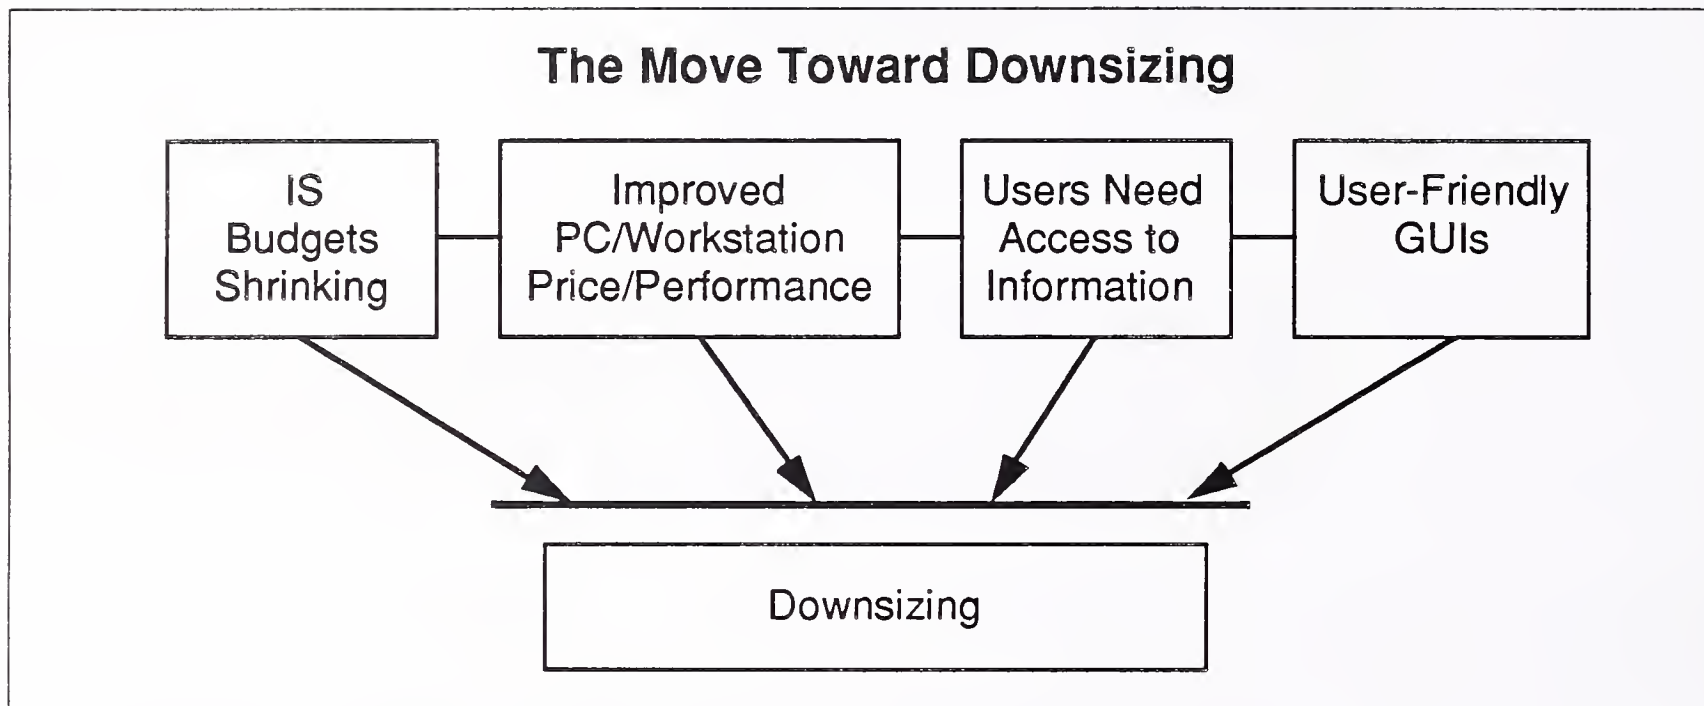 The Move Toward Downsizing
IS
Budgets
Shrinking
Improved
PC/Workstation
Price/Performance
Users Need
Access to
Information
User-Friendly
GUIs
Downsizing